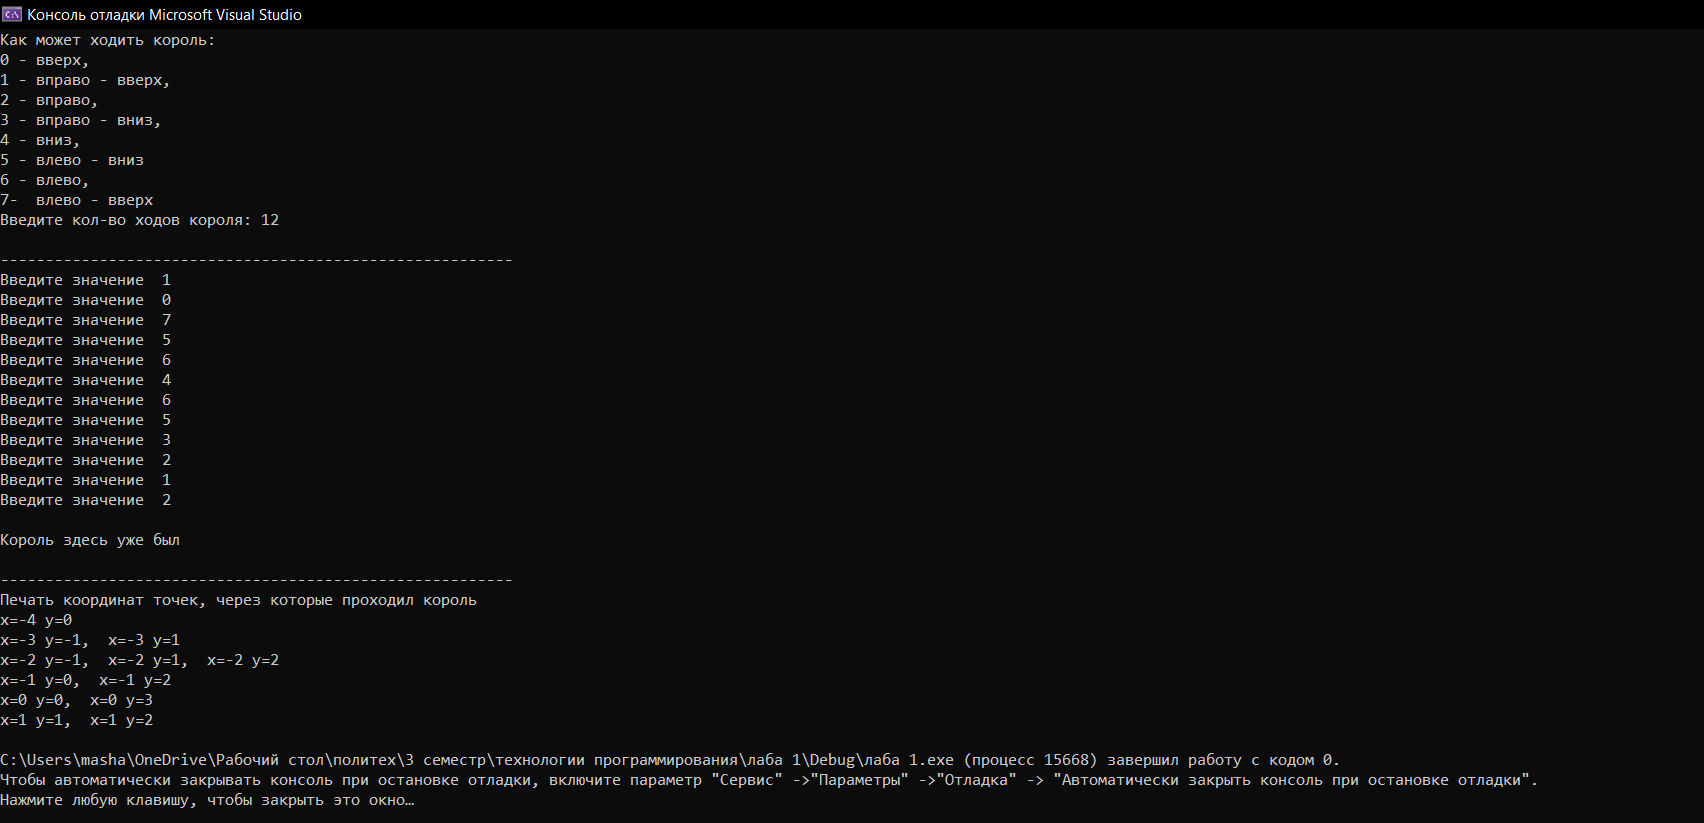 Консоль отладки Microsoft Visual Studio
Как может ходить король:
0 - вверх,
1 - вправо - вверх,
2 - вправо,
3 - вправо - вниз,
4 - вниз,
5 - влево - вниз
6 - влево,
7-  влево - вверх
Введите кол-во ходов короля: 12
---------------------------------------------------------
Введите значение  1
Введите значение  0
Введите значение  7
Введите значение  5
Введите значение  6
Введите значение  4
Введите значение  6
Введите значение  5
Введите значение  3
Введите значение  2
Введите значение  1
Введите значение  2
Король здесь уже был
---------------------------------------------------------
Печать координат точек, через которые проходил король
x=-4 y=0
x=-3 y=-1,  x=-3 y=1
x=-2 y=-1,  x=-2 y=1,  x=-2 y=2
x=-1 y=0,  x=-1 y=2
x=0 y=0,  x=0 y=3
x=1 y=1,  x=1 y=2
C:\Users\masha\OneDrive\Рабочий стол\политех\3 семестр\технологии программирования\лаба 1\Debug\лаба 1.exe (процесс 15668) завершил работу с кодом 0.
Чтобы автоматически закрывать консоль при остановке отладки, включите параметр "Сервис" ->"Параметры" ->"Отладка" -> "Автоматически закрыть консоль при остановке отладки".
Нажмите любую клавишу, чтобы закрыть это окно…